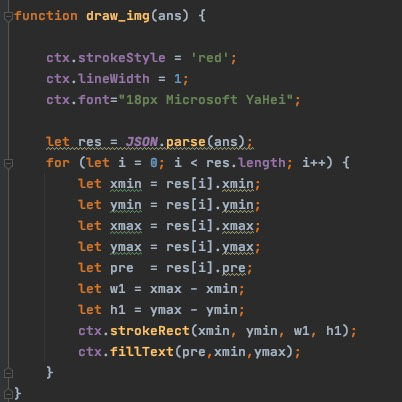 function draw_img(ans) {
ctx.strokeStyle = 'red';
ctx.lineWidth = 1;
ctx.font="18px Microsoft YaHei";
let res = JSON.parse(ans);
for (let i = 0; i < res.length; i++) {
let xmin = res[i].xmin;
let ymin = res[i].ymin;
let xmax = res[i].xmax;
let ymax = res[i].ymax;
let pre  = res[i].pre;
let w1 = xmax - xmin;
let h1 = ymax - ymin;
ctx.strokeRect(xmin, ymin, w1, h1);
ctx.fillText(pre,xmin,ymax);
}
}